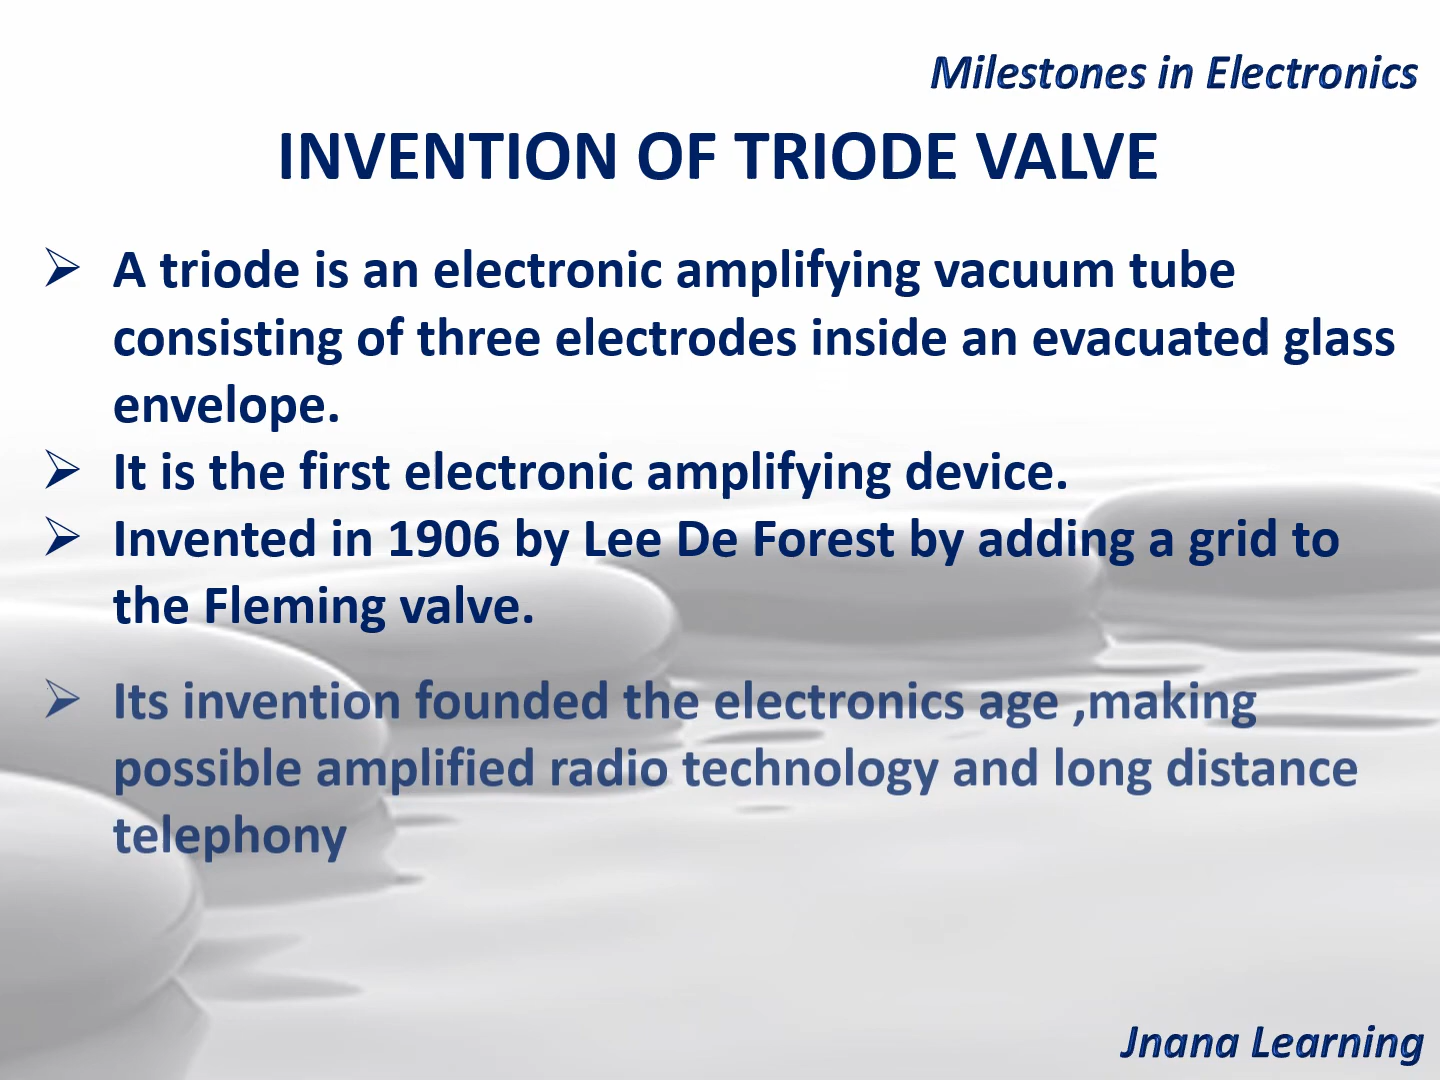 Milestones in Electronics
INVENTION OF TRIODE VALVE
➢ A triode is an electronic amplifying vacuum tube
consisting of three electrodes inside an evacuated glass
envelope.
➢ It is the first electronic amplifying device.
➢ Invented in 1906 by Lee De Forest by adding a grid to
the Fleming valve.
➢ Its invention founded the electronics age ,making
possible amplified radio technology and long distance
telephony
Jnana Learning